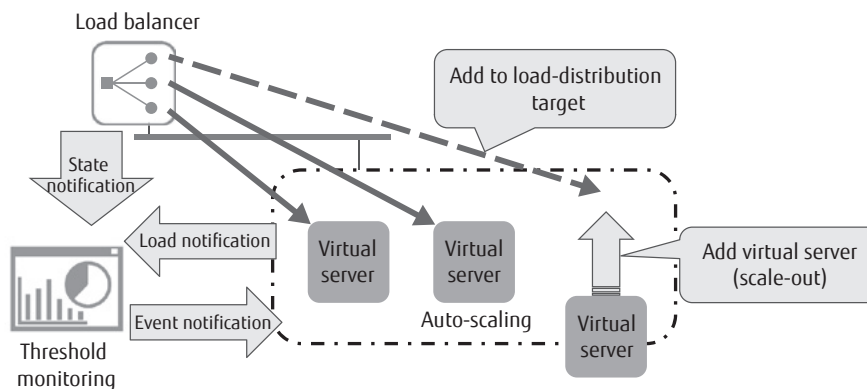 Load balancer
Add to load-distribution
target
State
notification
Load notification
Virtual
server
Virtual
server
Add virtual server
(scale-out)
Event notification
Auto-scaling
Virtual
server
Threshold
monitoring